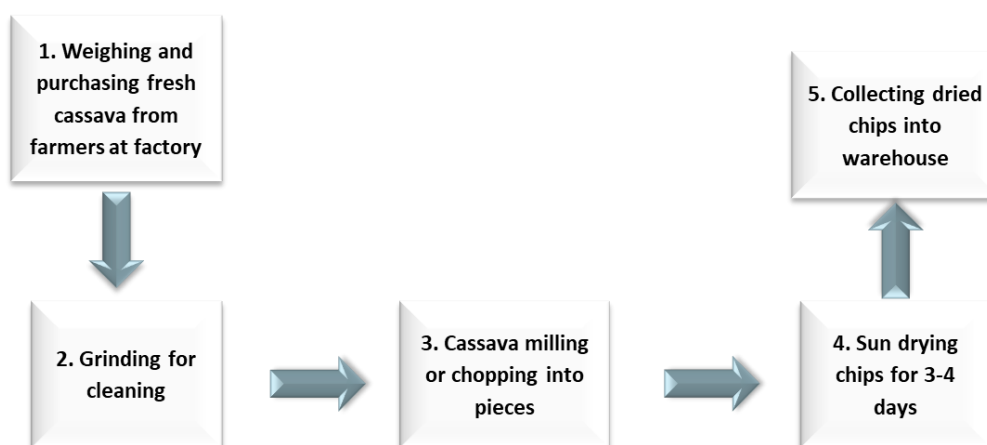 1. Weighing and
purchasing fresh
cassava from
farmers at factory
2. Grinding for
cleaning
3. Cassava milling
or chopping into
pieces
4. Sun drying
chips for 3-4
days
5. Collecting dried
chips into
warehouse